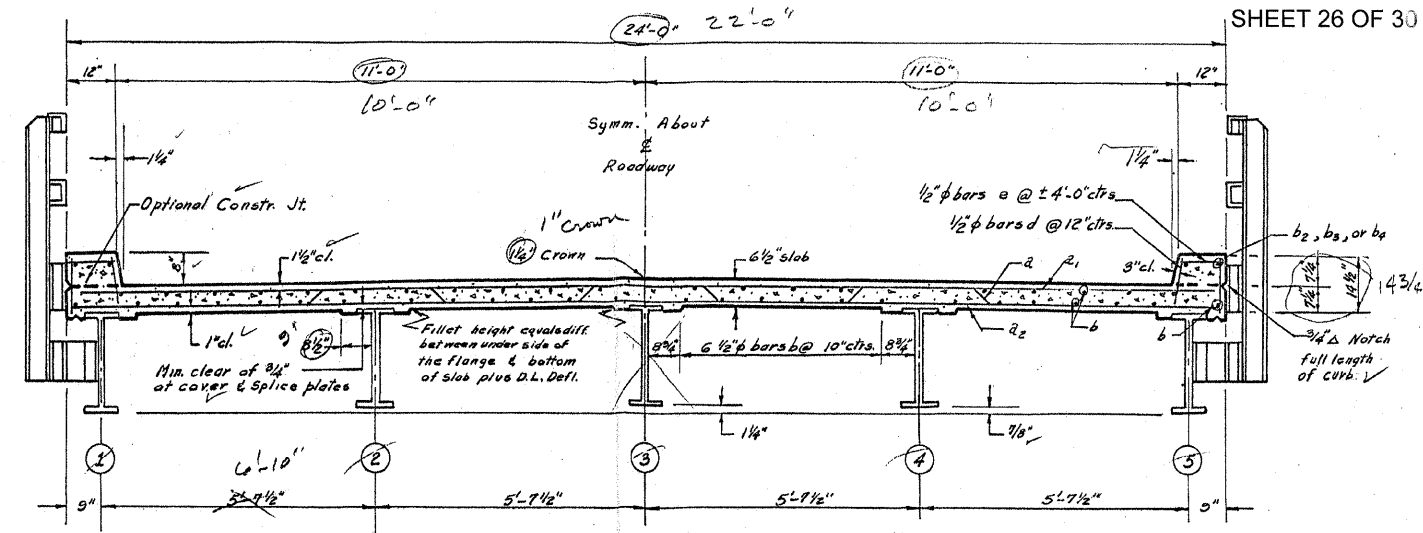 SHEET 26 OF 30
24'-0" 22'-0"
12" 11'-0" 11'-0" 12"
10'-0" 10'-0"
Symm. About
℄
Roadway
1¼" 1¼"
Optional Constr. Jt.
½"ϕ bars e @ ±4'-0" ctrs.
½"ϕ bars d @ 12" ctrs.
b2, b3, or b4
1" Crown
1¼" Crown
8" 1½" cl. 6½" slab a a1 3" cl.
7¼ 7¼ 14½" 14¾
1" cl. 9" 8½"
Min. clear of ¾"
at cover & Splice plates
Fillet height equals diff.
between under side of
the flange & bottom
of slab plus D.L. Defl.
8¾" 6 ½"ϕ bars b @ 10" ctrs. 8¾"
a2 b b
¾" Δ Notch
full length
of curb
1¼" 7/8"
1 2 3 4 5
6'-10"
9" 5'-7½" 5'-7½" 5'-7½" 5'-7½" 9"